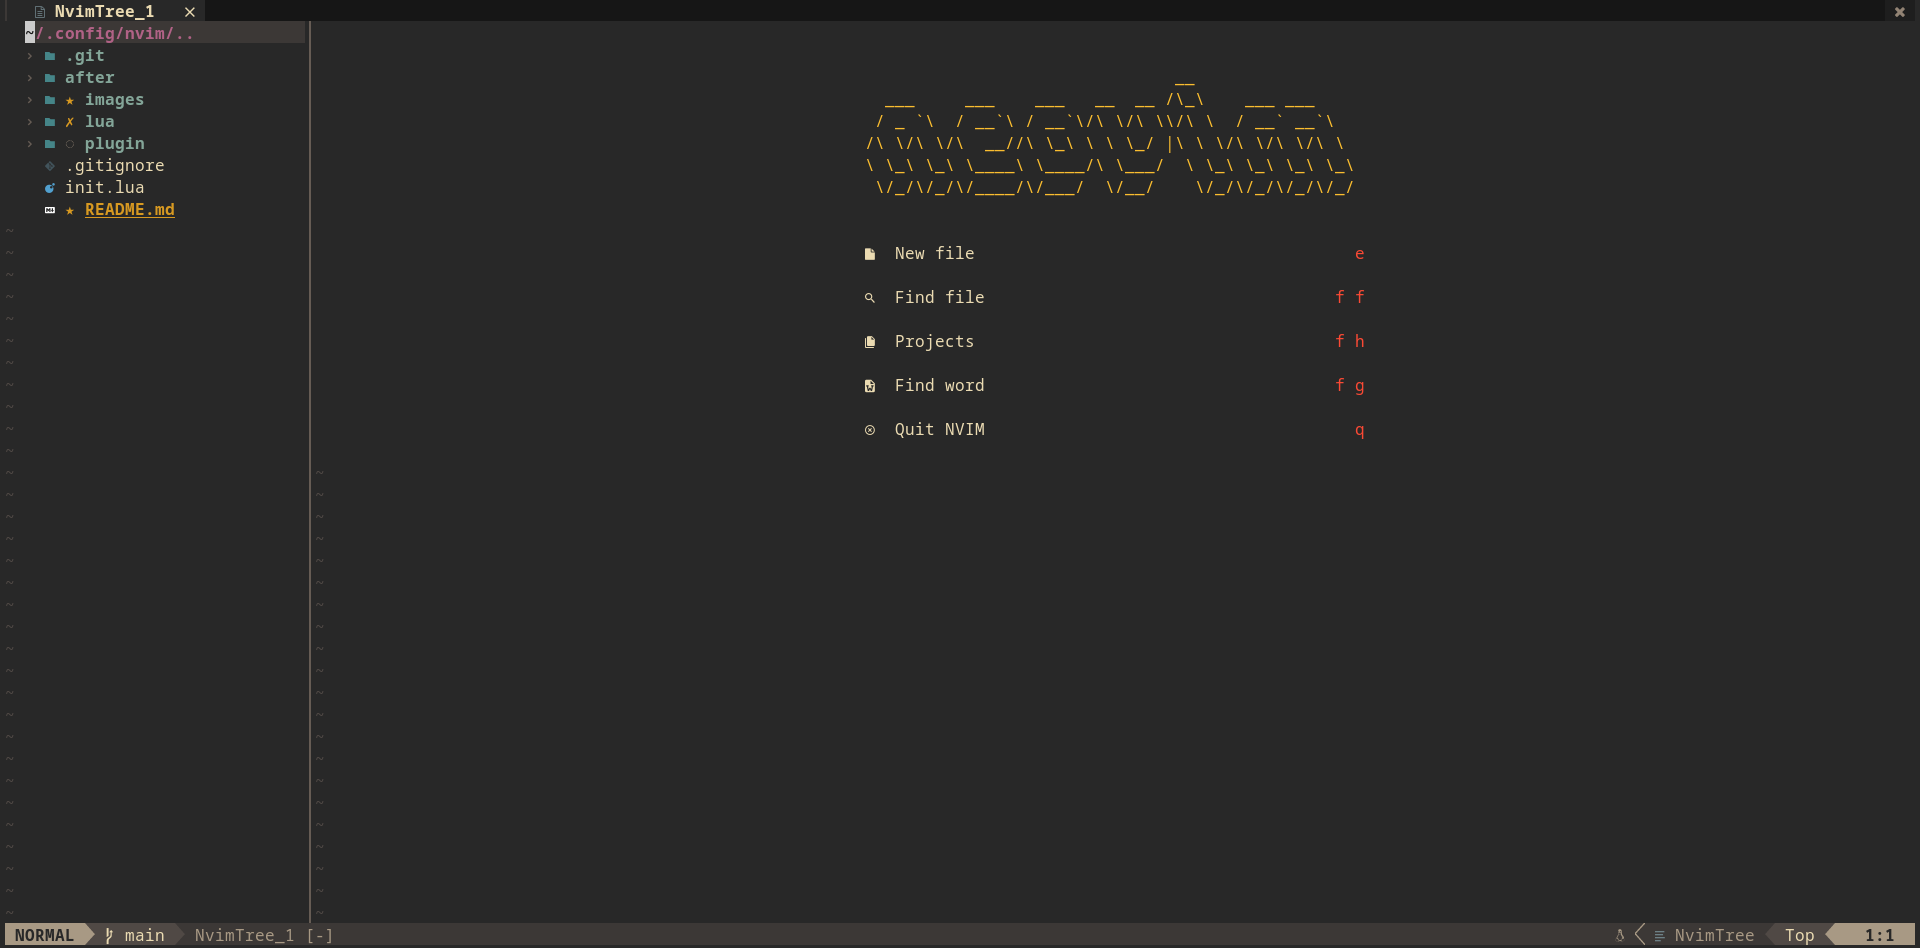 NvimTree_1 ×
~/.config/nvim/..
.git
after
★ images
✗ lua
◌ plugin
.gitignore
init.lua
★ README.md
neovim
New file e
Find file f f
Projects f h
Find word f g
Quit NVIM q
NORMAL main NvimTree_1 [-] NvimTree Top 1:1